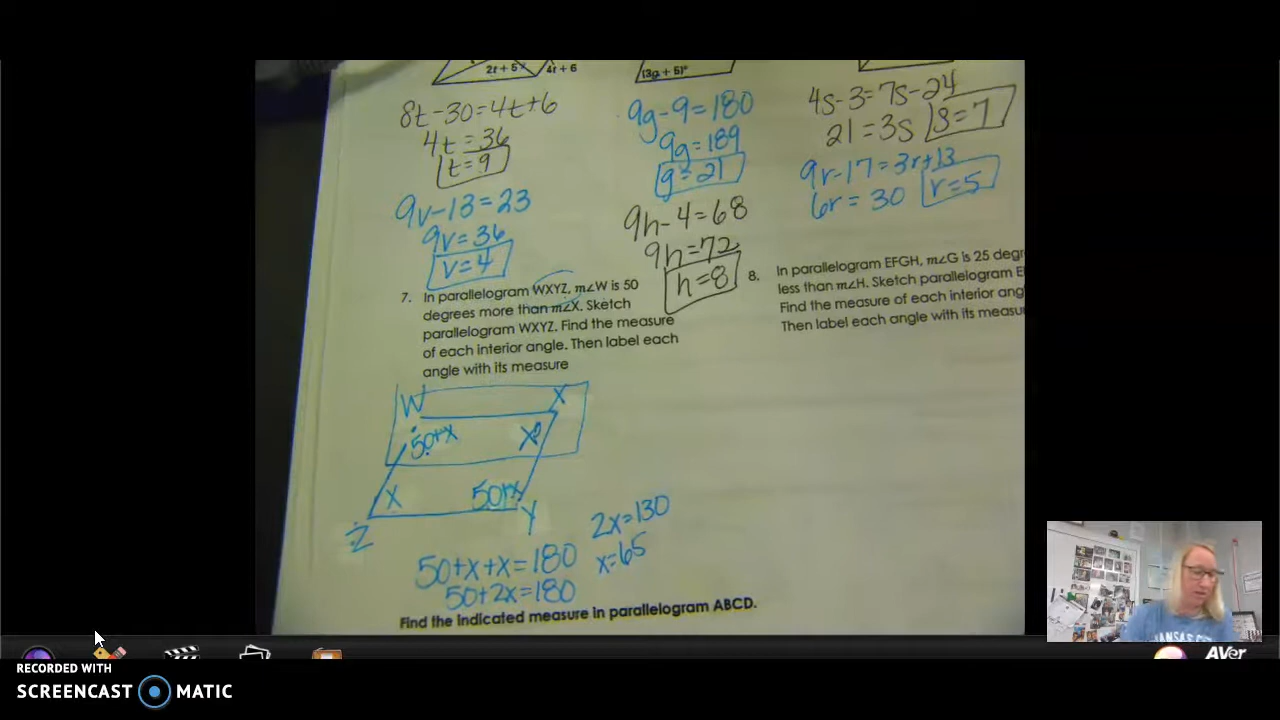 2t + 5
4t + 6
(3g + 5)°
8t-30=4t+6
4t=36
t=9
9v-13=23
9v=36
v=4
9g-9=180
9g=189
g=21
9h-4=68
9h=72
h=8
4s-3=7s-24
21=3s
s=7
9r-17=3r+13
6r=30
r=5
7. In parallelogram WXYZ, m∠W is 50
degrees more than m∠X. Sketch
parallelogram WXYZ. Find the measure
of each interior angle. Then label each
angle with its measure
8. In parallelogram EFGH, m∠G is 25 degr
less than m∠H. Sketch parallelogram E
Find the measure of each interior ang
Then label each angle with its measu
W
X
50+x
x
x
50+x
Z
Y
50+x+x=180
50+2x=180
2x=130
x=65
Find the indicated measure in parallelogram ABCD.
KANSAS
AVer
RECORDED WITH
SCREENCAST MATIC